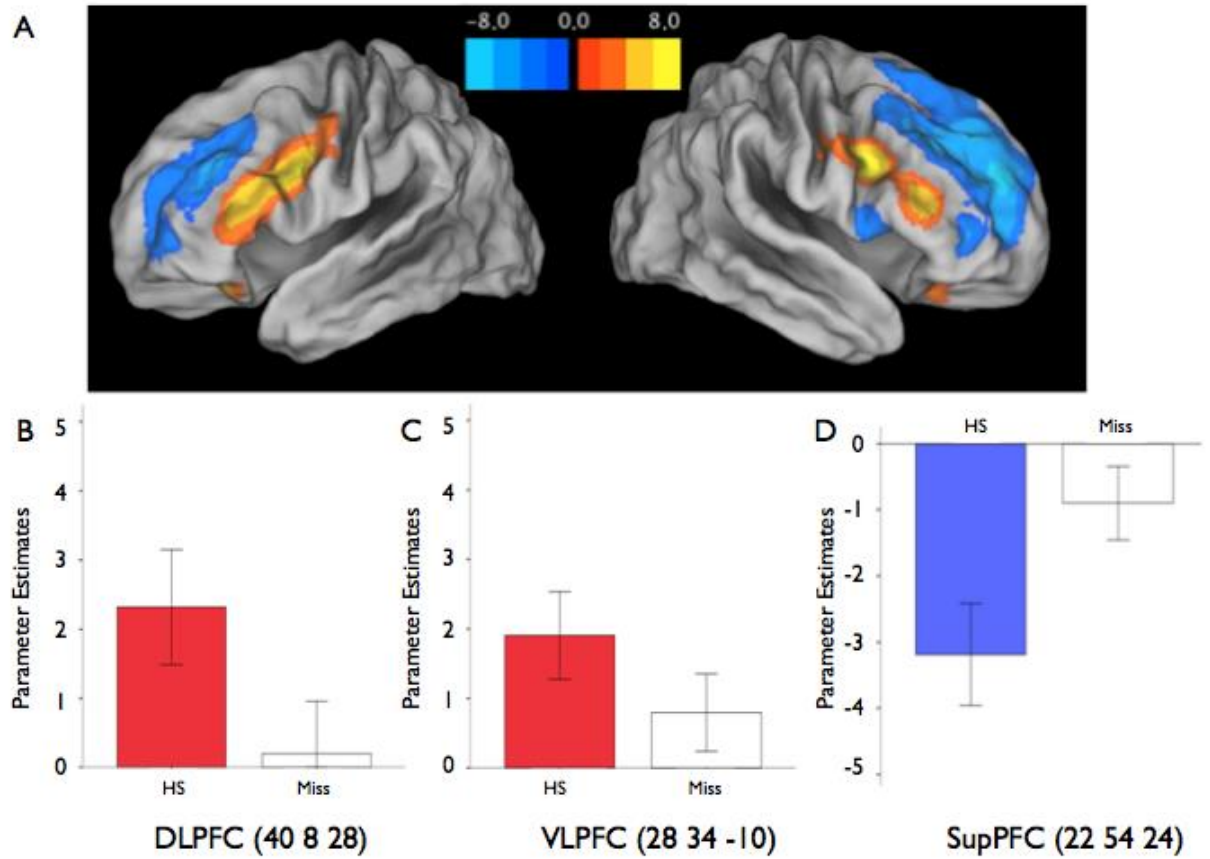 A
-8.0 0.0 8.0
B
5
4
3
2
1
0
Parameter Estimates
HS Miss
DLPFC (40 8 28)
C
5
4
3
2
1
0
Parameter Estimates
HS Miss
VLPFC (28 34 -10)
D
HS Miss
0
-1
-2
-3
-4
-5
Parameter Estimates
SupPFC (22 54 24)